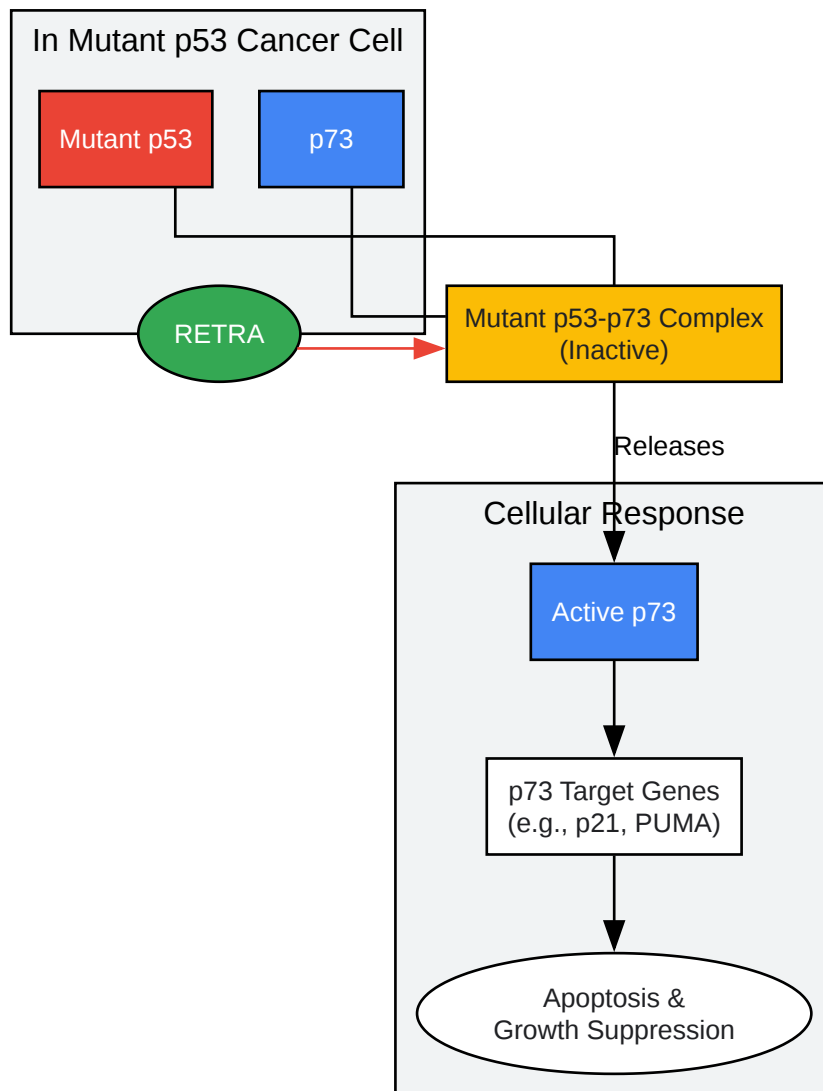 In Mutant p53 Cancer Cell
Mutant p53
p73
RETRA
Mutant p53-p73 Complex
(Inactive)
Releases
Cellular Response
Active p73
p73 Target Genes
(e.g., p21, PUMA)
Apoptosis &
Growth Suppression